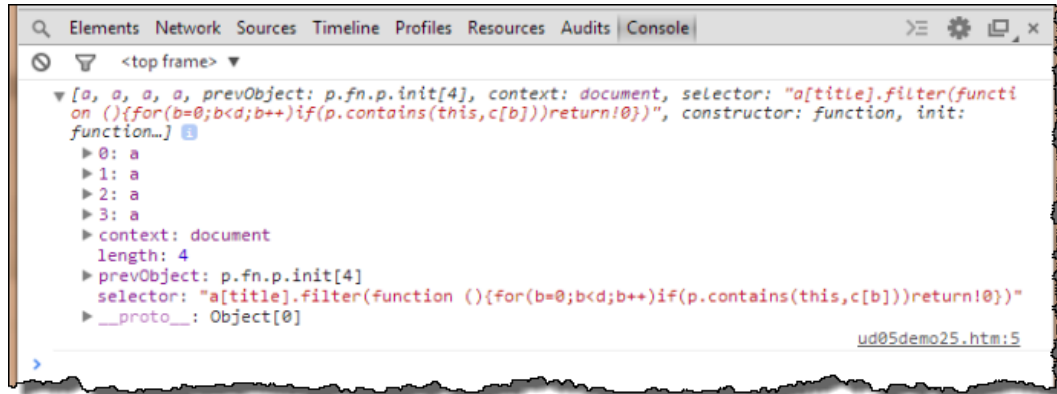 Elements Network Sources Timeline Profiles Resources Audits Console
<top frame> ▼
▼[a, a, a, a, prevObject: p.fn.p.init[4], context: document, selector: "a[title].filter(functi
on (){for(b=0;b<d;b++)if(p.contains(this,c[b]))return!0})", constructor: function, init:
function…]
▶0: a
▶1: a
▶2: a
▶3: a
▶context: document
length: 4
▶prevObject: p.fn.p.init[4]
selector: "a[title].filter(function (){for(b=0;b<d;b++)if(p.contains(this,c[b]))return!0})"
▶__proto__: Object[0]
ud05demo25.htm:5
>